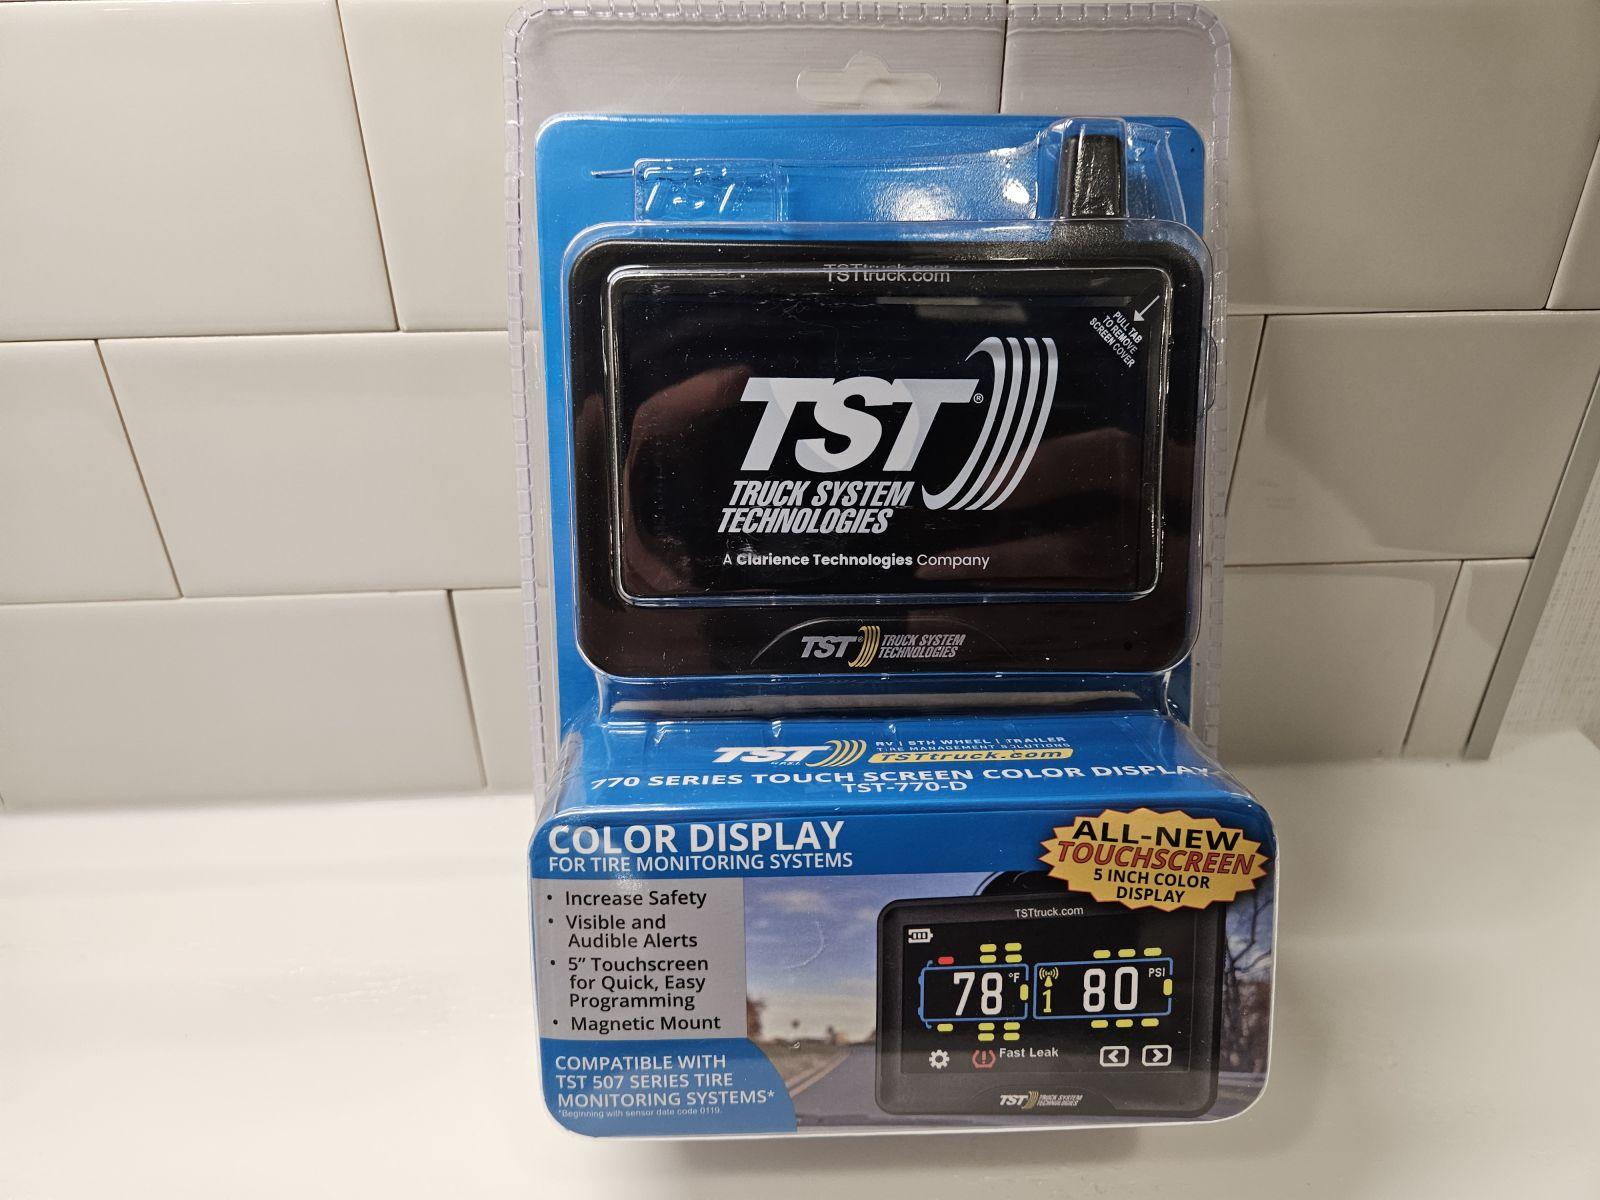 TSTtruck.com
PULL TAB
TO REMOVE
SCREEN COVER
TST®
TRUCK SYSTEM
TECHNOLOGIES
A Clarience Technologies Company
TST® TRUCK SYSTEM
TECHNOLOGIES
TST
RV | 5TH WHEEL | TRAILER
TIRE MANAGEMENT SOLUTIONS
TSTtruck.com
770 SERIES TOUCH SCREEN COLOR DISPLAY
TST-770-D
COLOR DISPLAY
FOR TIRE MONITORING SYSTEMS
ALL-NEW
TOUCHSCREEN
5 INCH COLOR
DISPLAY
• Increase Safety
• Visible and
Audible Alerts
• 5” Touchscreen
for Quick, Easy
Programming
• Magnetic Mount
COMPATIBLE WITH
TST 507 SERIES TIRE
MONITORING SYSTEMS*
*Beginning with sensor date code 0119.
TSTtruck.com
78 °F 1 80 PSI
Fast Leak
TST TRUCK SYSTEM
TECHNOLOGIES